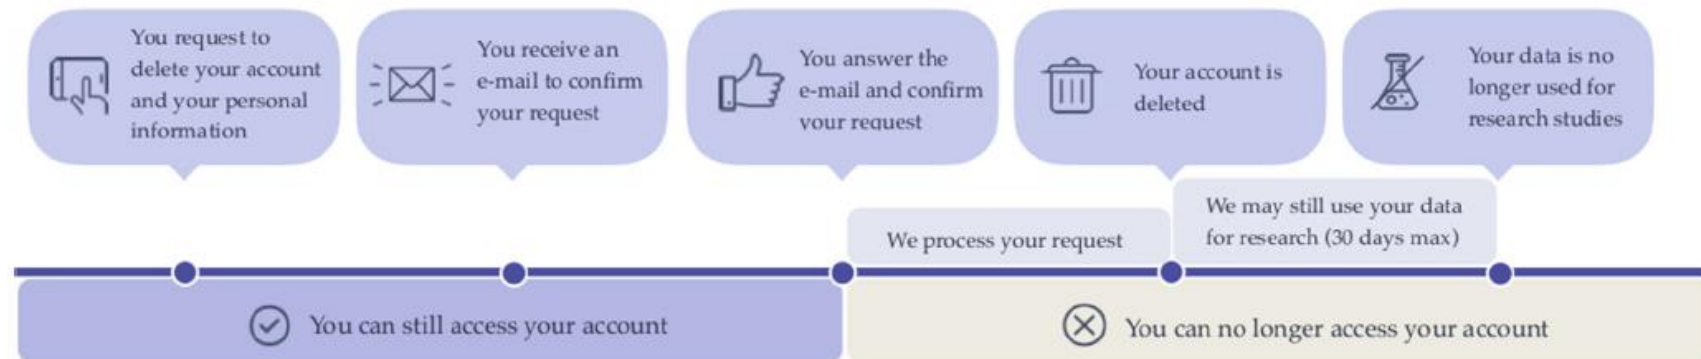 You request to
delete your account
and your personal
information
You receive an
e-mail to confirm
your request
You answer the
e-mail and confirm
your request
Your account is
deleted
Your data is no
longer used for
research studies
We process your request
We may still use your data
for research (30 days max)
You can still access your account
You can no longer access your account